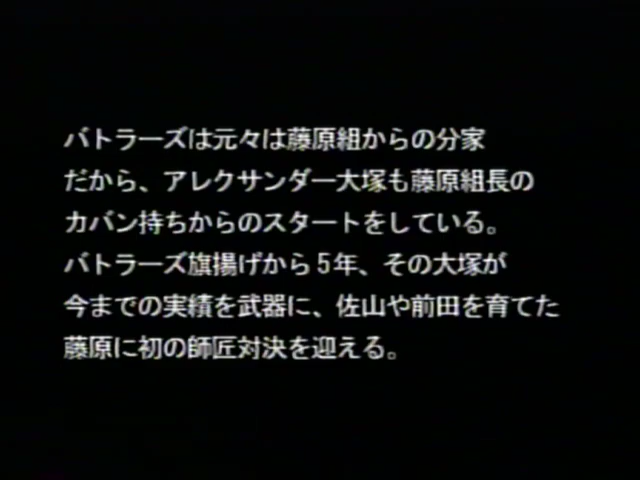 バトラーズは元々は藤原組からの分家
だから、アレクサンダー大塚も藤原組長の
カバン持ちからのスタートをしている。
バトラーズ旗揚げから5年、その大塚が
今までの実績を武器に、佐山や前田を育てた
藤原に初の師匠対決を迎える。